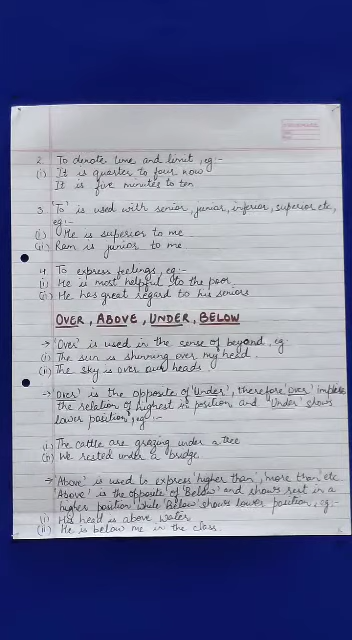 2. To denote time and limit, eg:-
(i) It is quarter to four now
It is five minutes to ten
3. 'To' is used with senior, junior, inferior, superior etc,
eg:-
(i) He is superior to me
(ii) Ram is junior to me
4. To express feelings, eg:-
(i) He is most helpful to the poor
(ii) He has great regard to his seniors
OVER, ABOVE, UNDER, BELOW
→ 'Over' is used in the sense of beyond, eg:
(i) The sun is shinning over my head.
(ii) The sky is over our heads.
→ 'Over' is the opposite of 'Under', therefore 'over' implies
the relation of highest in position and 'Under' shows
lower position, eg:-
(i) The cattle are grazing under a tree
(ii) We rested under a bridge.
→ 'Above' is used to express 'higher than', 'more than' etc
'Above' is the opposite of 'Below' and shows rest in a
higher position while 'Below' shows lower position, eg:-
(i) His head is above water
(ii) He is below me in the class.